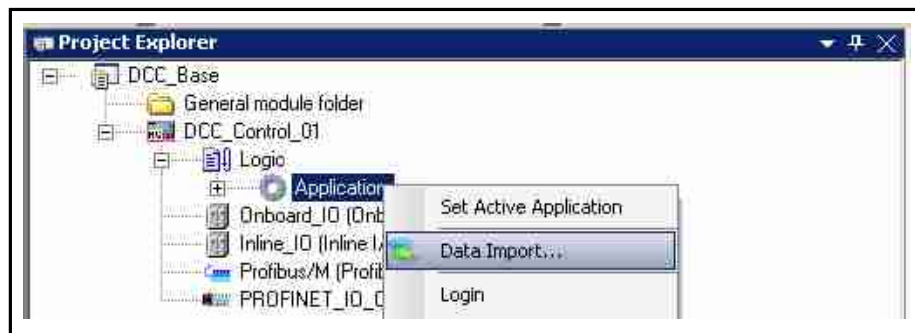 Project Explorer
DCC_Base
General module folder
DCC_Control_01
Logic
Application
Set Active Application
Onboard_IO (Onb
Data Import...
Inline_IO (Inline I/
Profibus/M (Profib
Login
PROFINET_IO_C